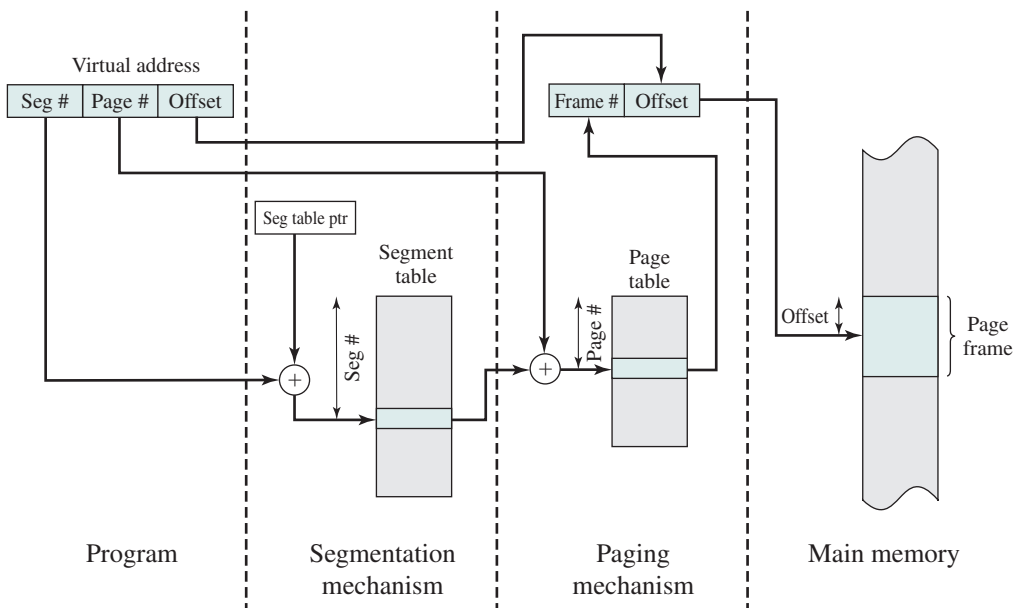 Virtual address
Seg # Page # Offset
Frame # Offset
Seg table ptr
Segment
table
Page
table
Seg #
Page #
+
+
Offset
Page
frame
Program
Segmentation
mechanism
Paging
mechanism
Main memory